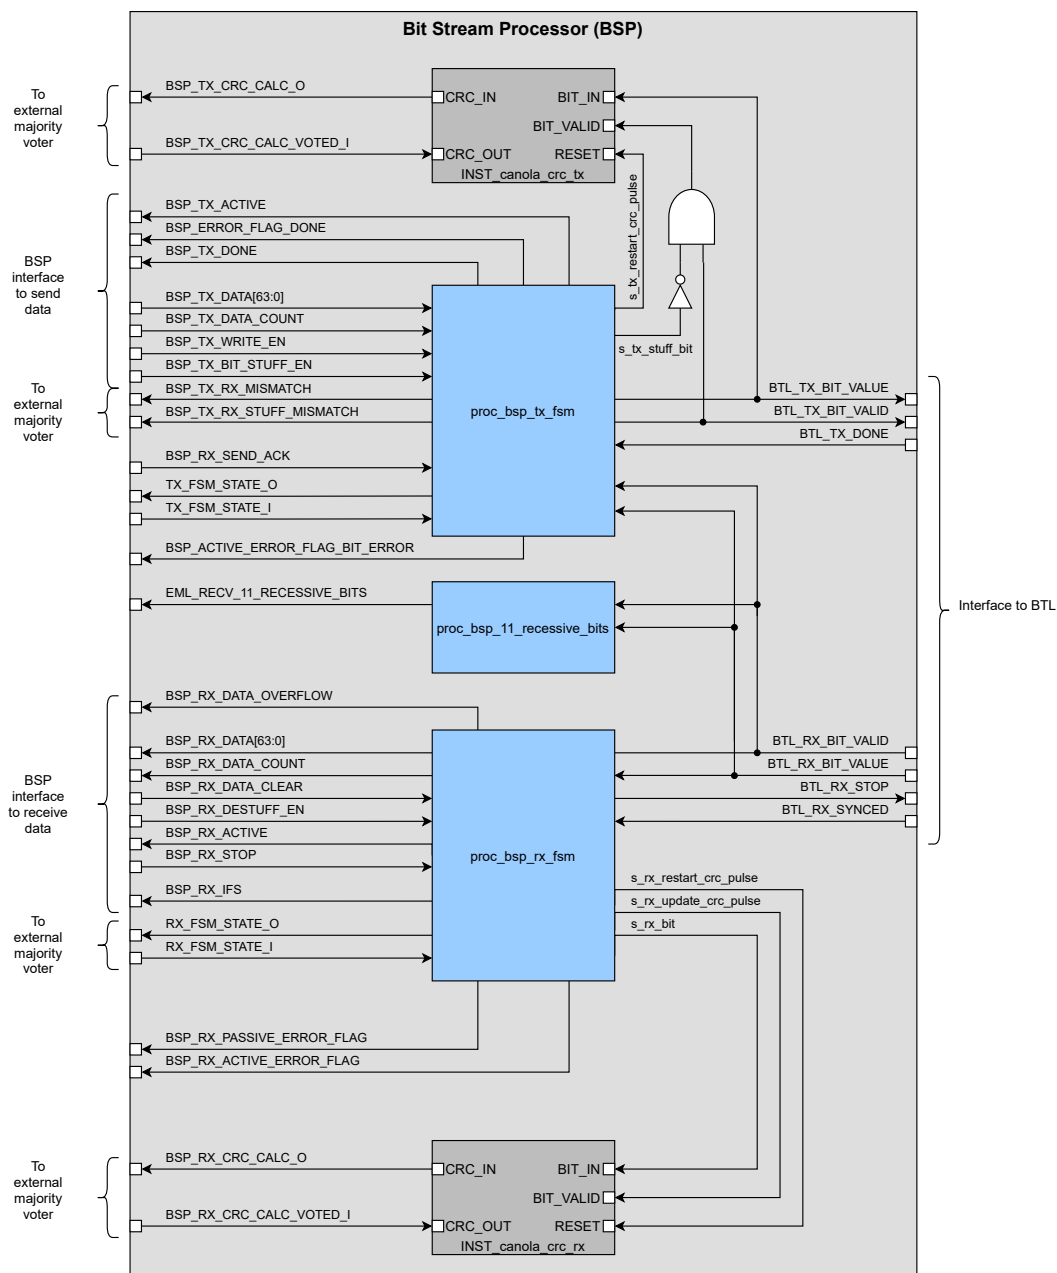 Bit Stream Processor (BSP)
To
external
majority
voter
BSP_TX_CRC_CALC_O
BSP_TX_CRC_CALC_VOTED_I
CRC_IN
BIT_IN
BIT_VALID
CRC_OUT
RESET
INST_canola_crc_tx
BSP
interface
to send
data
BSP_TX_ACTIVE
BSP_ERROR_FLAG_DONE
BSP_TX_DONE
BSP_TX_DATA[63:0]
BSP_TX_DATA_COUNT
BSP_TX_WRITE_EN
BSP_TX_BIT_STUFF_EN
s_tx_restart_crc_pulse
s_tx_stuff_bit
To
external
majority
voter
BSP_TX_RX_MISMATCH
BSP_TX_RX_STUFF_MISMATCH
proc_bsp_tx_fsm
BTL_TX_BIT_VALUE
BTL_TX_BIT_VALID
BTL_TX_DONE
BSP_RX_SEND_ACK
TX_FSM_STATE_O
TX_FSM_STATE_I
BSP_ACTIVE_ERROR_FLAG_BIT_ERROR
EML_RECV_11_RECESSIVE_BITS
proc_bsp_11_recessive_bits
Interface to BTL
BSP
interface
to receive
data
BSP_RX_DATA_OVERFLOW
BSP_RX_DATA[63:0]
BSP_RX_DATA_COUNT
BSP_RX_DATA_CLEAR
BSP_RX_DESTUFF_EN
BSP_RX_ACTIVE
BSP_RX_STOP
BSP_RX_IFS
proc_bsp_rx_fsm
BTL_RX_BIT_VALID
BTL_RX_BIT_VALUE
BTL_RX_STOP
BTL_RX_SYNCED
s_rx_restart_crc_pulse
s_rx_update_crc_pulse
s_rx_bit
To
external
majority
voter
RX_FSM_STATE_O
RX_FSM_STATE_I
BSP_RX_PASSIVE_ERROR_FLAG
BSP_RX_ACTIVE_ERROR_FLAG
To
external
majority
voter
BSP_RX_CRC_CALC_O
BSP_RX_CRC_CALC_VOTED_I
CRC_IN
BIT_IN
BIT_VALID
CRC_OUT
RESET
INST_canola_crc_rx